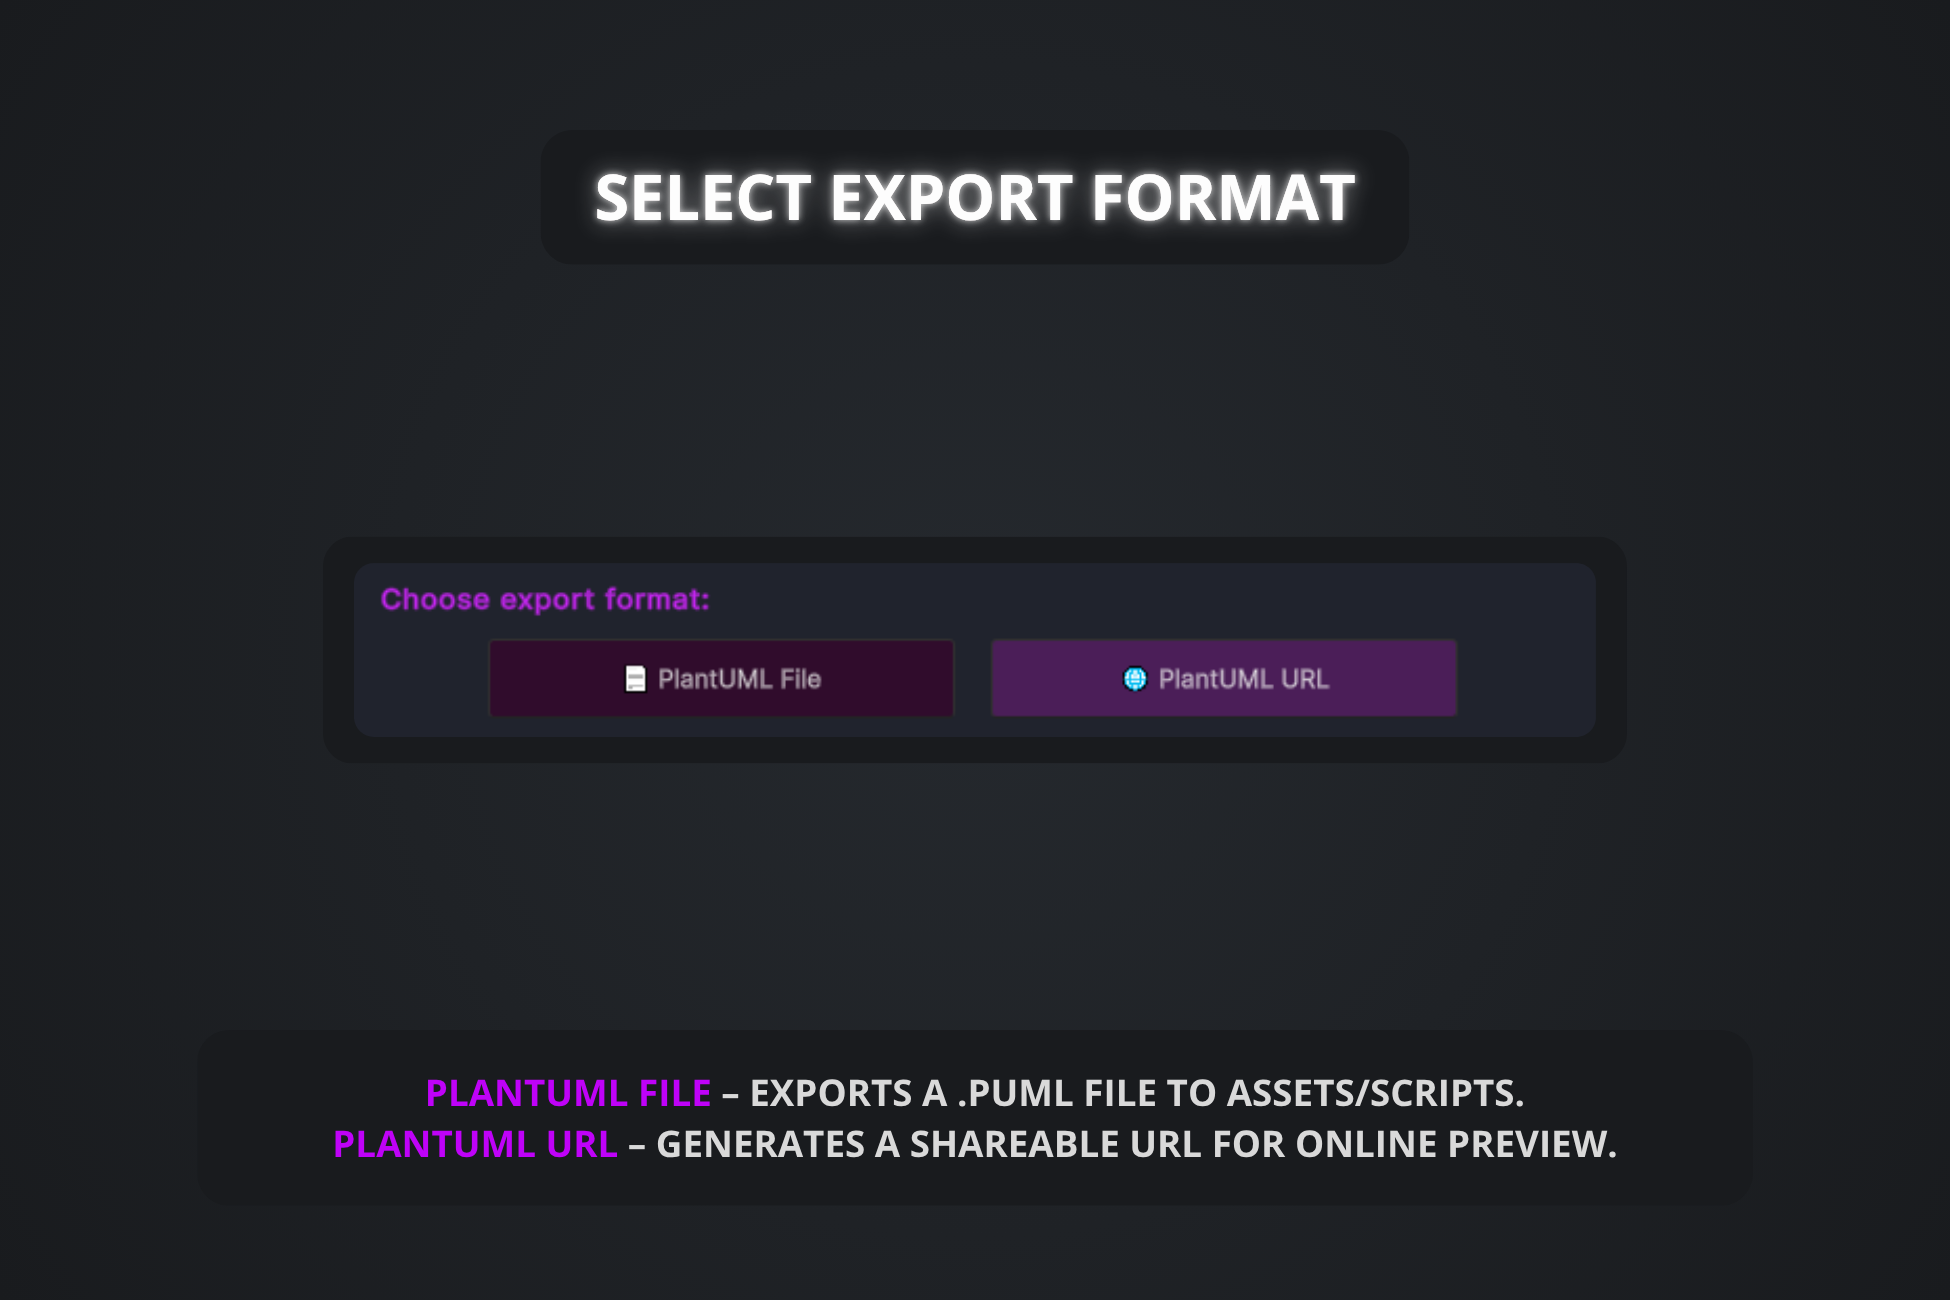 SELECT EXPORT FORMAT
Choose export format:
PlantUML File
PlantUML URL
PLANTUML FILE – EXPORTS A .PUML FILE TO ASSETS/SCRIPTS.
PLANTUML URL – GENERATES A SHAREABLE URL FOR ONLINE PREVIEW.